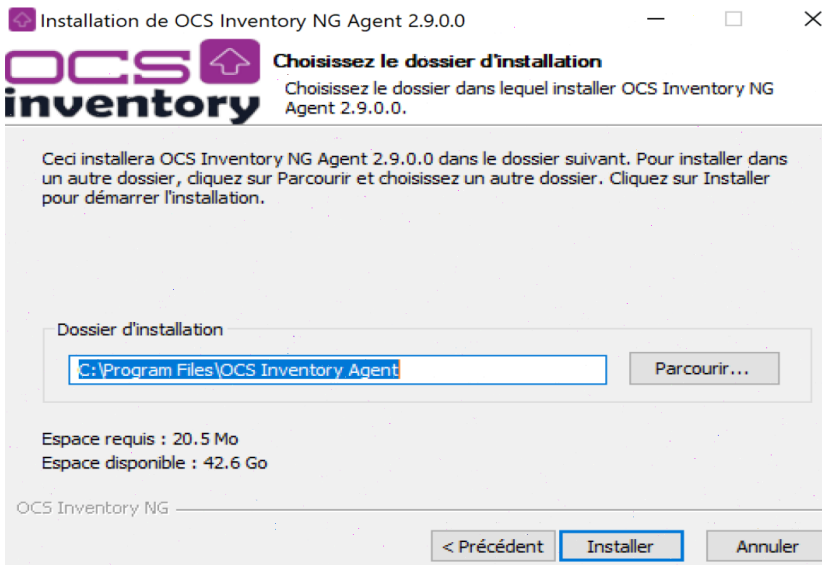 Installation de OCS Inventory NG Agent 2.9.0.0
OCS
inventory
Choisissez le dossier d'installation
Choisissez le dossier dans lequel installer OCS Inventory NG
Agent 2.9.0.0.
Ceci installera OCS Inventory NG Agent 2.9.0.0 dans le dossier suivant. Pour installer dans
un autre dossier, cliquez sur Parcourir et choisissez un autre dossier. Cliquez sur Installer
pour démarrer l'installation.
Dossier d'installation
C:\Program Files\OCS Inventory Agent
Parcourir...
Espace requis : 20.5 Mo
Espace disponible : 42.6 Go
OCS Inventory NG
< Précédent
Installer
Annuler